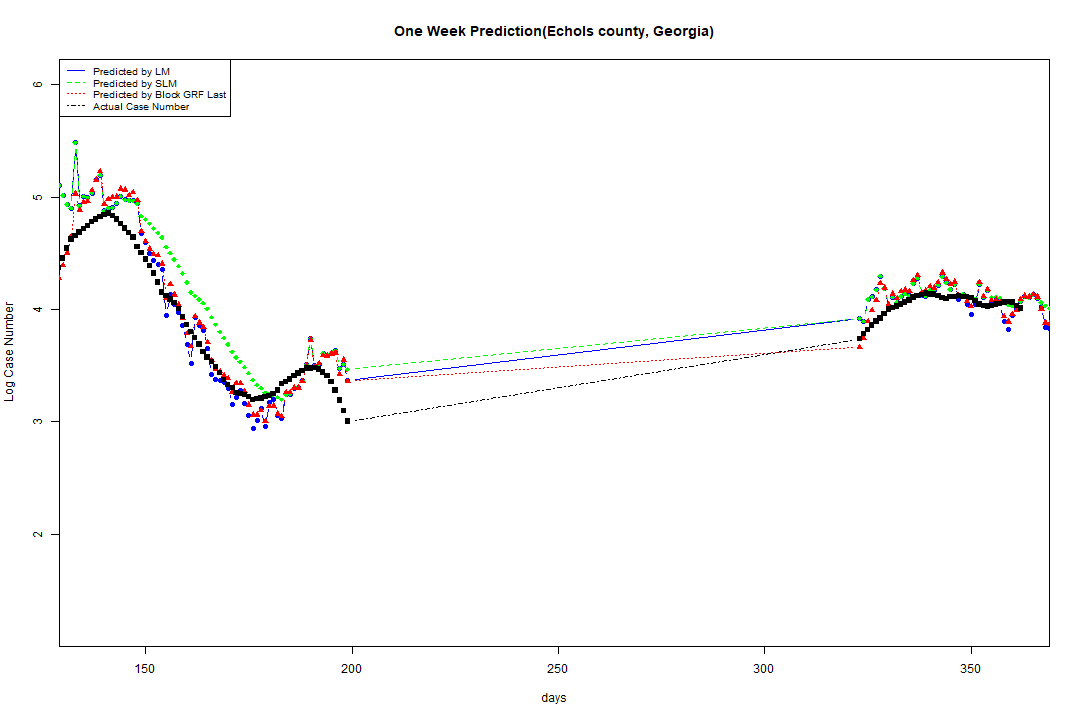 One Week Prediction(Echols county, Georgia)
Predicted by LM
Predicted by SLM
Predicted by Block GRF Last
Actual Case Number
Log Case Number
6
5
4
3
2
150 200 250 300 350
days